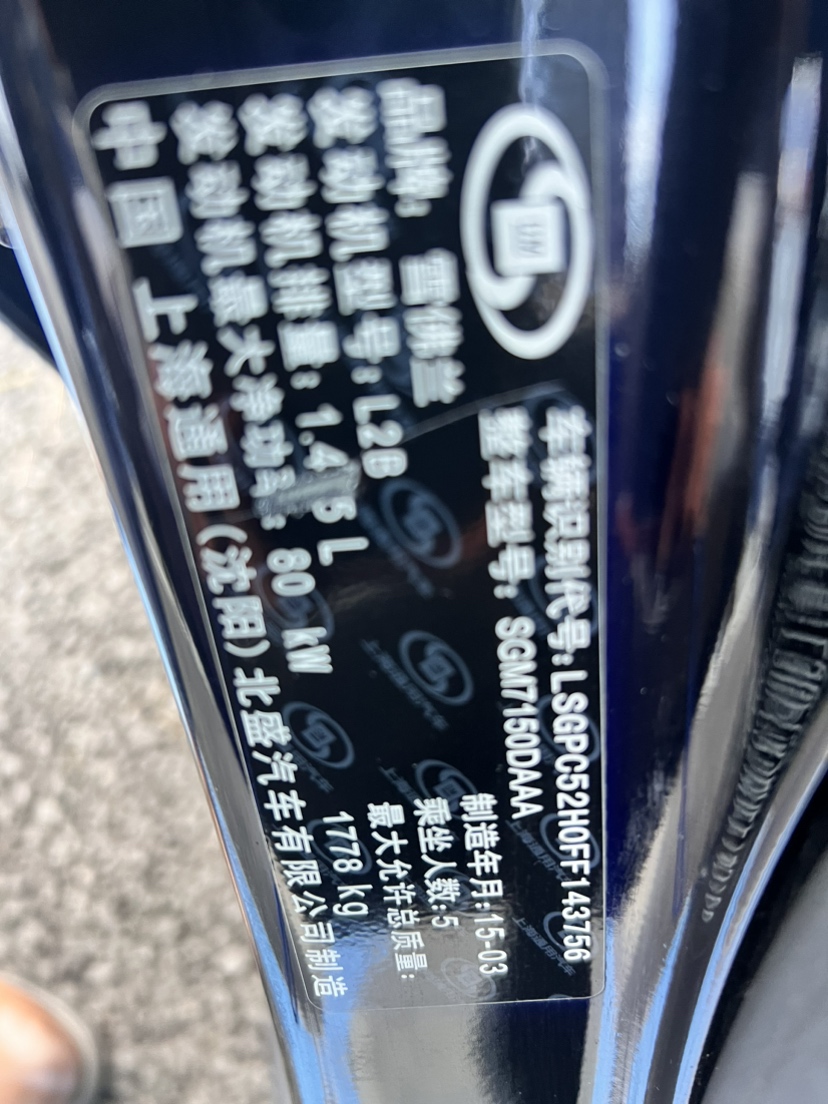 车辆识别代号:LSGPC52H0FF143756
整车型号: SGM7150DAAA
品牌: 雪佛兰
制造年月:15-03
发动机型号:L2B
乘坐人数:5
发动机排量: 1.485 L
最大允许总质量:
发动机最大净功率: 80 kW
1778 kg
中国 上海通用(沈阳)北盛汽车有限公司制造